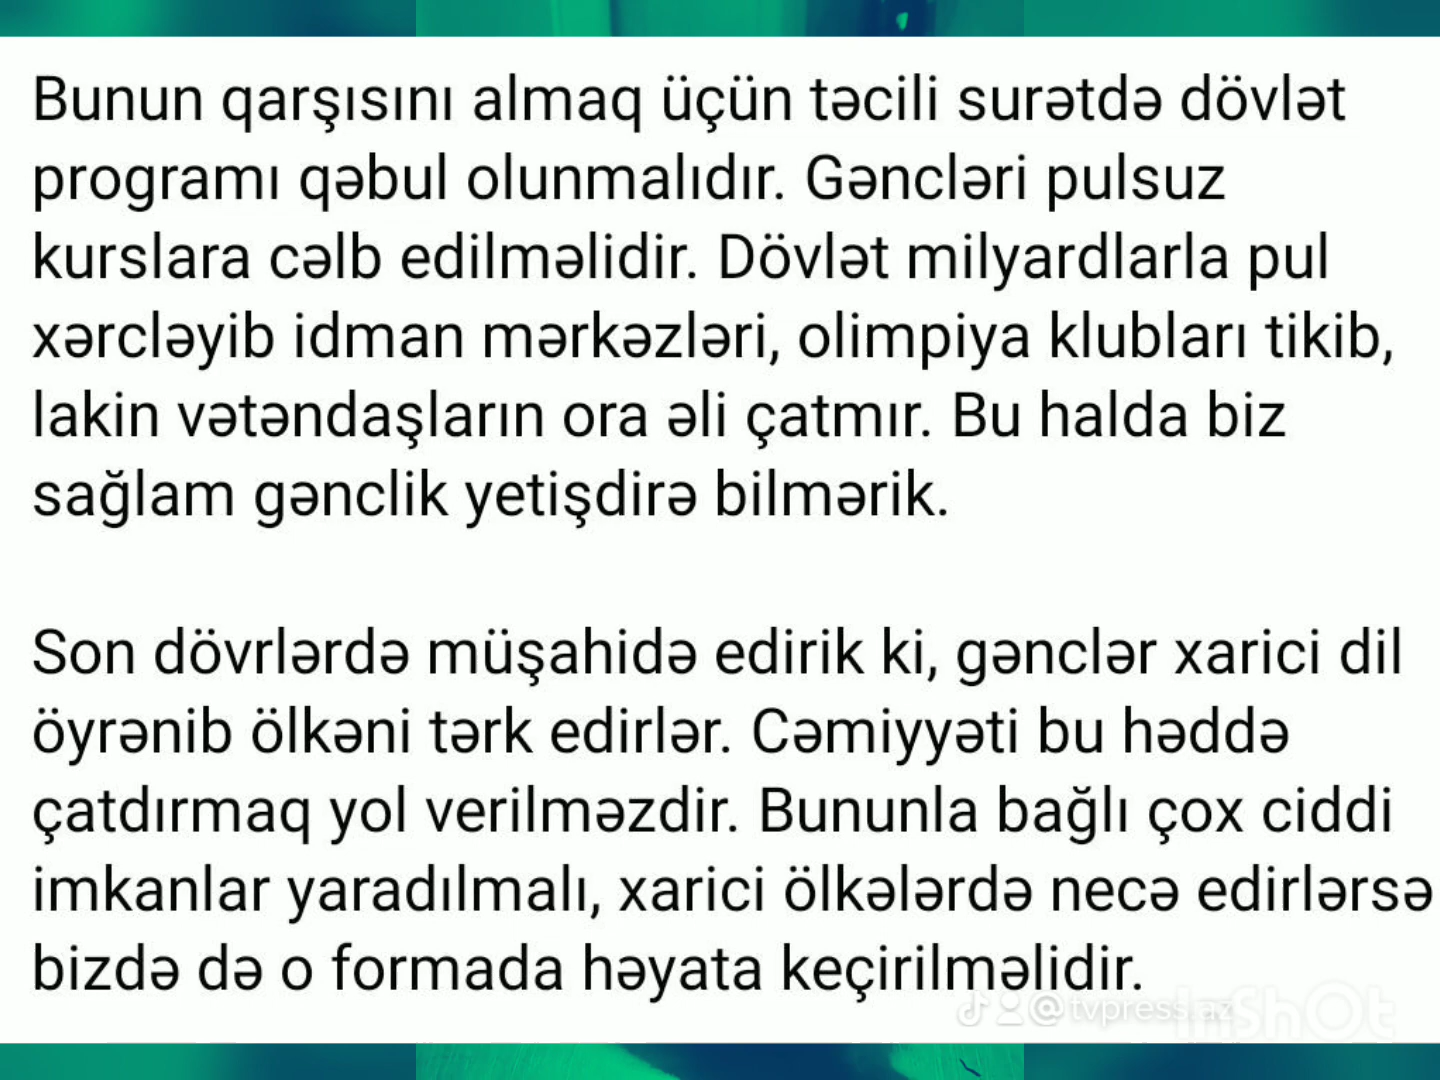 Bunun qarşısını almaq üçün təcili surətdə dövlət
programı qəbul olunmalıdır. Gəncləri pulsuz
kurslara cəlb edilməlidir. Dövlət milyardlarla pul
xərcləyib idman mərkəzləri, olimpiya klubları tikib,
lakin vətəndaşların ora əli çatmır. Bu halda biz
sağlam gənclik yetişdirə bilmərik.
Son dövrlərdə müşahidə edirik ki, gənclər xarici dil
öyrənib ölkəni tərk edirlər. Cəmiyyəti bu həddə
çatdırmaq yol verilməzdir. Bununla bağlı çox ciddi
imkanlar yaradılmalı, xarici ölkələrdə necə edirlərsə
bizdə də o formada həyata keçirilməlidir.
@tvpress.az
InShOt